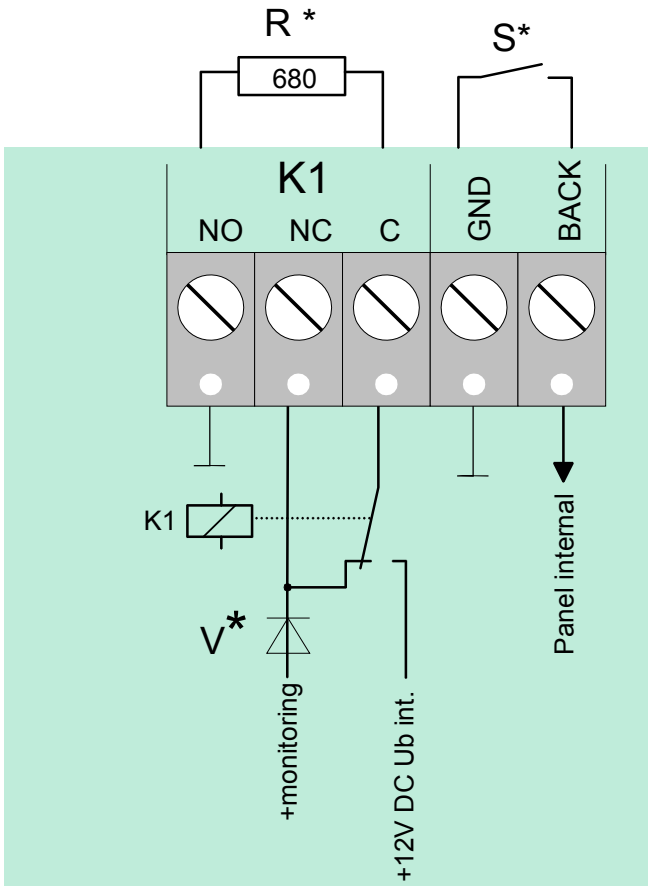 R *
S*
680
K1
NO
NC
C
GND
BACK
K1
V*
+monitoring
+12V DC Ub int.
Panel internal